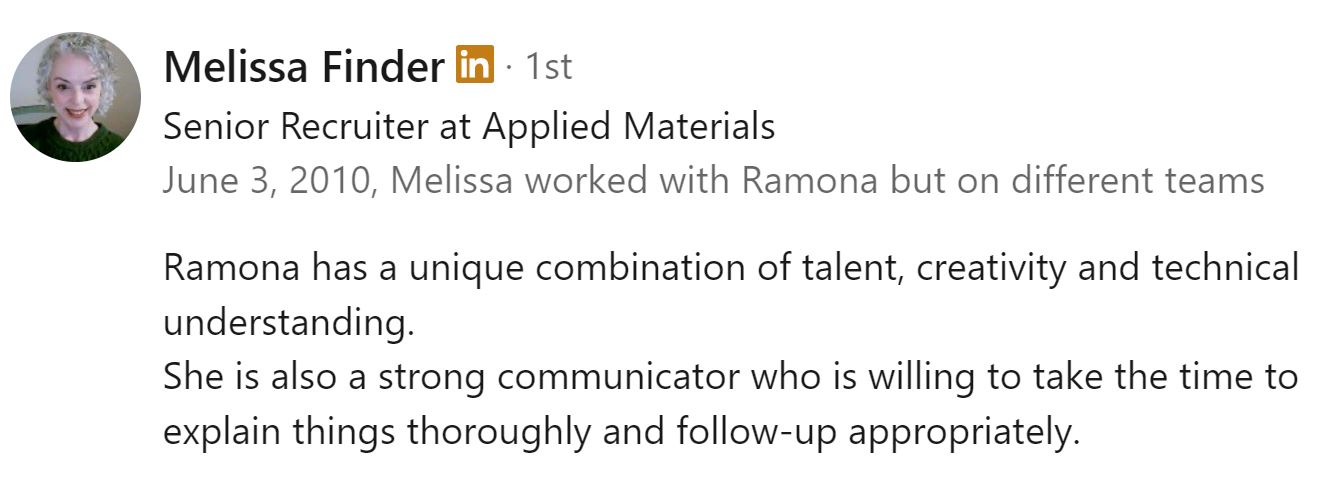 Melissa Finder in · 1st
Senior Recruiter at Applied Materials
June 3, 2010, Melissa worked with Ramona but on different teams
Ramona has a unique combination of talent, creativity and technical
understanding.
She is also a strong communicator who is willing to take the time to
explain things thoroughly and follow-up appropriately.